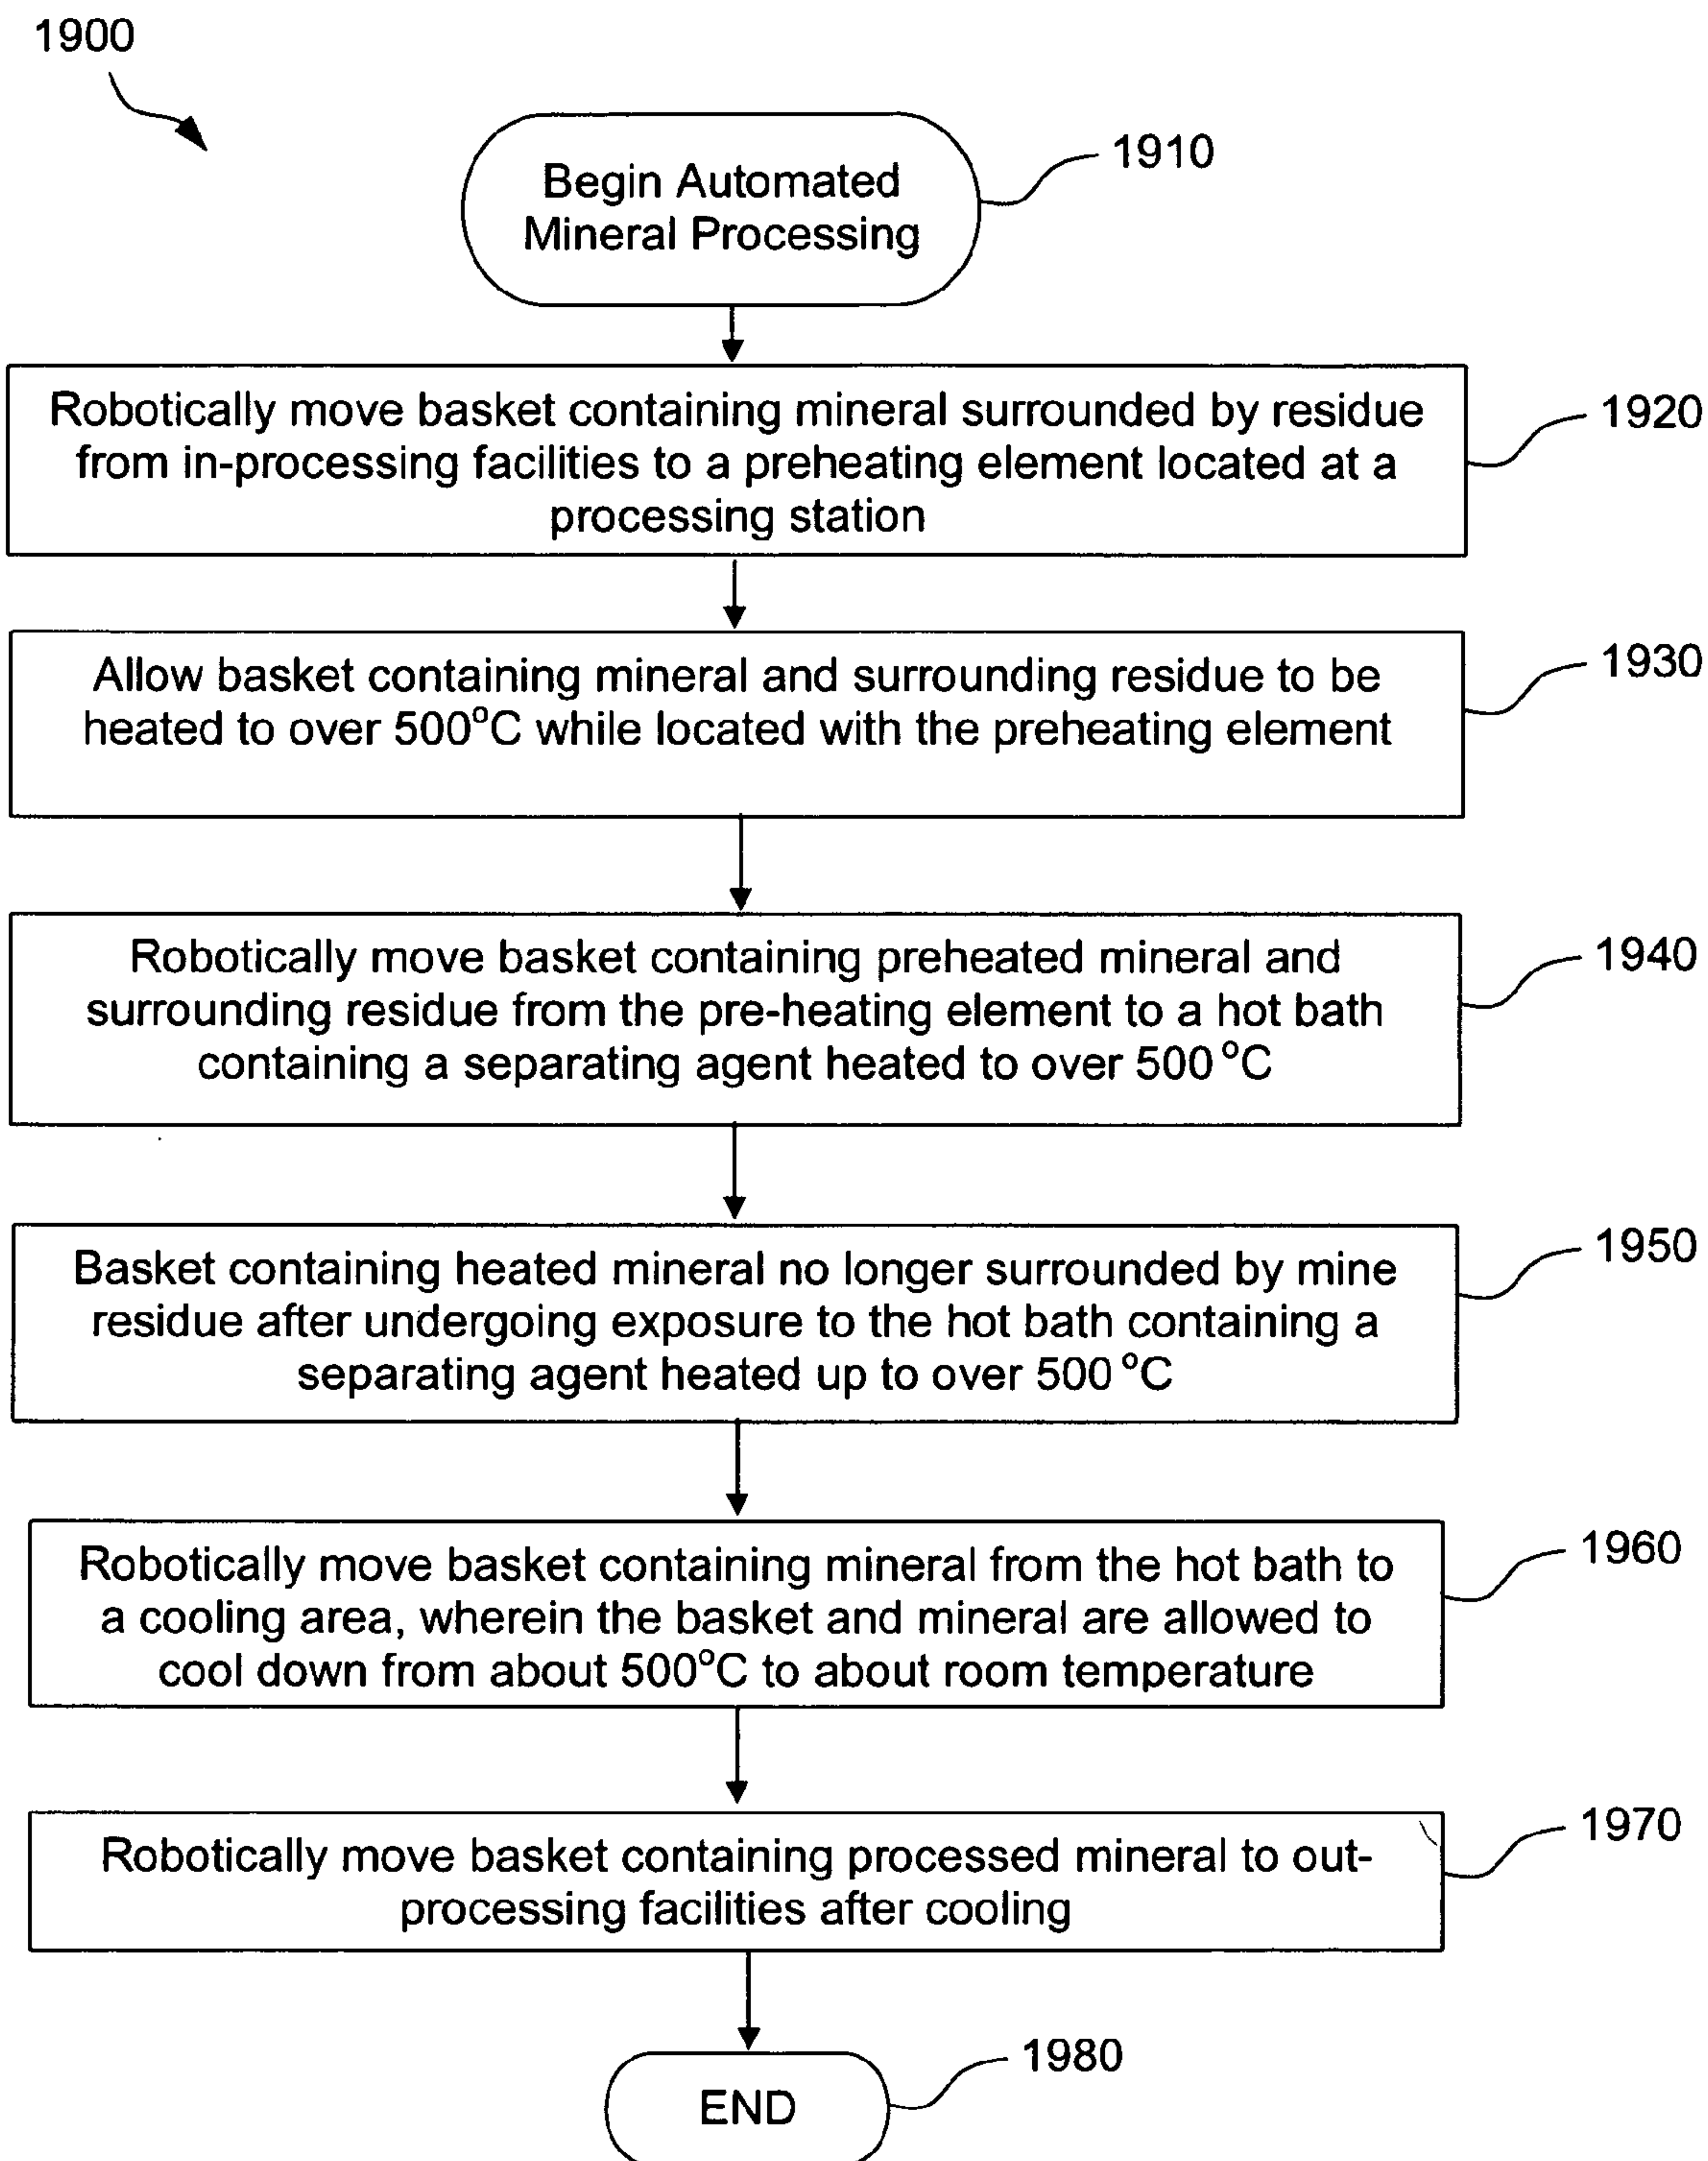 1900
Begin Automated
Mineral Processing
1910
Robotically move basket containing mineral surrounded by residue
from in-processing facilities to a preheating element located at a
processing station
1920
Allow basket containing mineral and surrounding residue to be
heated to over 500°C while located with the preheating element
1930
Robotically move basket containing preheated mineral and
surrounding residue from the pre-heating element to a hot bath
containing a separating agent heated to over 500 °C
1940
Basket containing heated mineral no longer surrounded by mine
residue after undergoing exposure to the hot bath containing a
separating agent heated up to over 500 °C
1950
Robotically move basket containing mineral from the hot bath to
a cooling area, wherein the basket and mineral are allowed to
cool down from about 500°C to about room temperature
1960
Robotically move basket containing processed mineral to out-
processing facilities after cooling
1970
END
1980